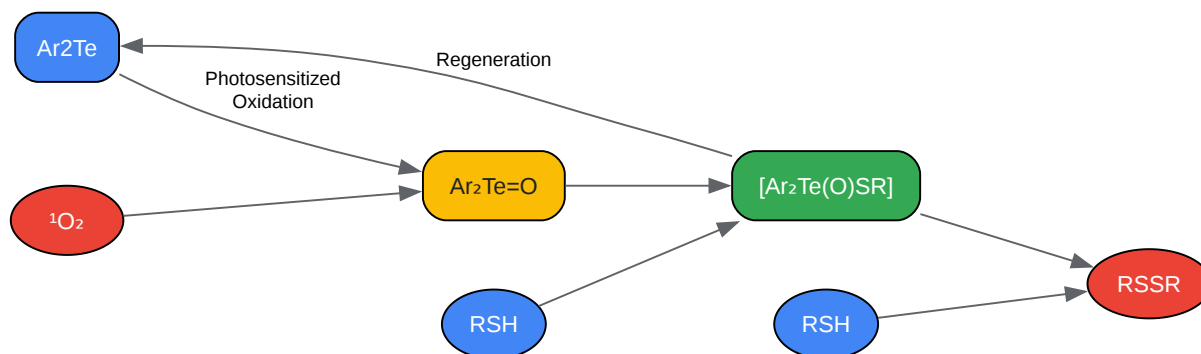 Ar2Te
Regeneration
Photosensitized
Oxidation
Ar₂Te=O
[Ar₂Te(O)SR]
¹O₂
RSSR
RSH
RSH